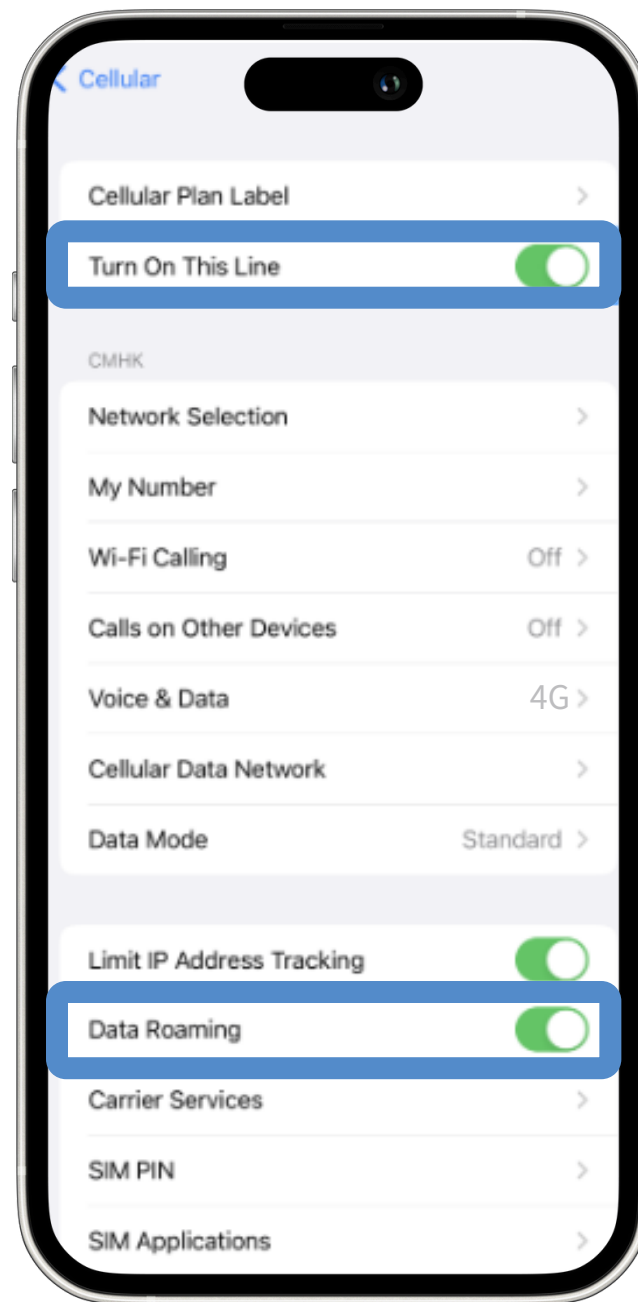 Cellular
Cellular Plan Label
Turn On This Line
CMHK
Network Selection
My Number
Wi-Fi Calling Off
Calls on Other Devices Off
Voice & Data 4G
Cellular Data Network
Data Mode Standard
Limit IP Address Tracking
Data Roaming
Carrier Services
SIM PIN
SIM Applications